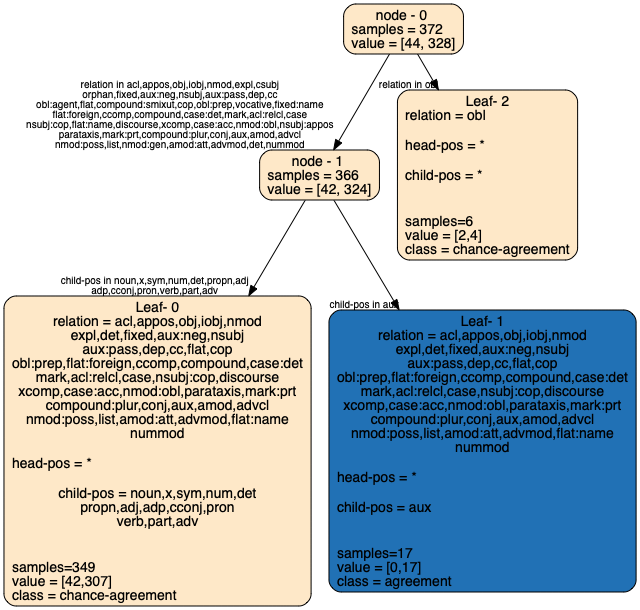 node - 0
samples = 372
value = [44, 328]
relation in acl,appos,obj,iobj,nmod,expl,csubj
orphan,fixed,aux:neg,nsubj,aux:pass,dep,cc
obl:agent,flat,compound:smixut,cop,obl:prep,vocative,fixed:name
flat:foreign,ccomp,compound,case:det,mark,acl:relcl,case
nsubj:cop,flat:name,discourse,xcomp,case:acc,nmod:obl,nsubj:appos
parataxis,mark:prt,compound:plur,conj,aux,amod,advcl
nmod:poss,list,nmod:gen,amod:att,advmod,det,nummod
relation in obl
Leaf- 2
relation = obl
head-pos = *
child-pos = *
samples=6
value = [2,4]
class = chance-agreement
node - 1
samples = 366
value = [42, 324]
child-pos in noun,x,sym,num,det,propn,adj
adp,cconj,pron,verb,part,adv
child-pos in aux
Leaf- 0
relation = acl,appos,obj,iobj,nmod
expl,det,fixed,aux:neg,nsubj
aux:pass,dep,cc,flat,cop
obl:prep,flat:foreign,ccomp,compound,case:det
mark,acl:relcl,case,nsubj:cop,discourse
xcomp,case:acc,nmod:obl,parataxis,mark:prt
compound:plur,conj,aux,amod,advcl
nmod:poss,list,amod:att,advmod,flat:name
nummod
head-pos = *
child-pos = noun,x,sym,num,det
propn,adj,adp,cconj,pron
verb,part,adv
samples=349
value = [42,307]
class = chance-agreement
Leaf- 1
relation = acl,appos,obj,iobj,nmod
expl,det,fixed,aux:neg,nsubj
aux:pass,dep,cc,flat,cop
obl:prep,flat:foreign,ccomp,compound,case:det
mark,acl:relcl,case,nsubj:cop,discourse
xcomp,case:acc,nmod:obl,parataxis,mark:prt
compound:plur,conj,aux,amod,advcl
nmod:poss,list,amod:att,advmod,flat:name
nummod
head-pos = *
child-pos = aux
samples=17
value = [0,17]
class = agreement